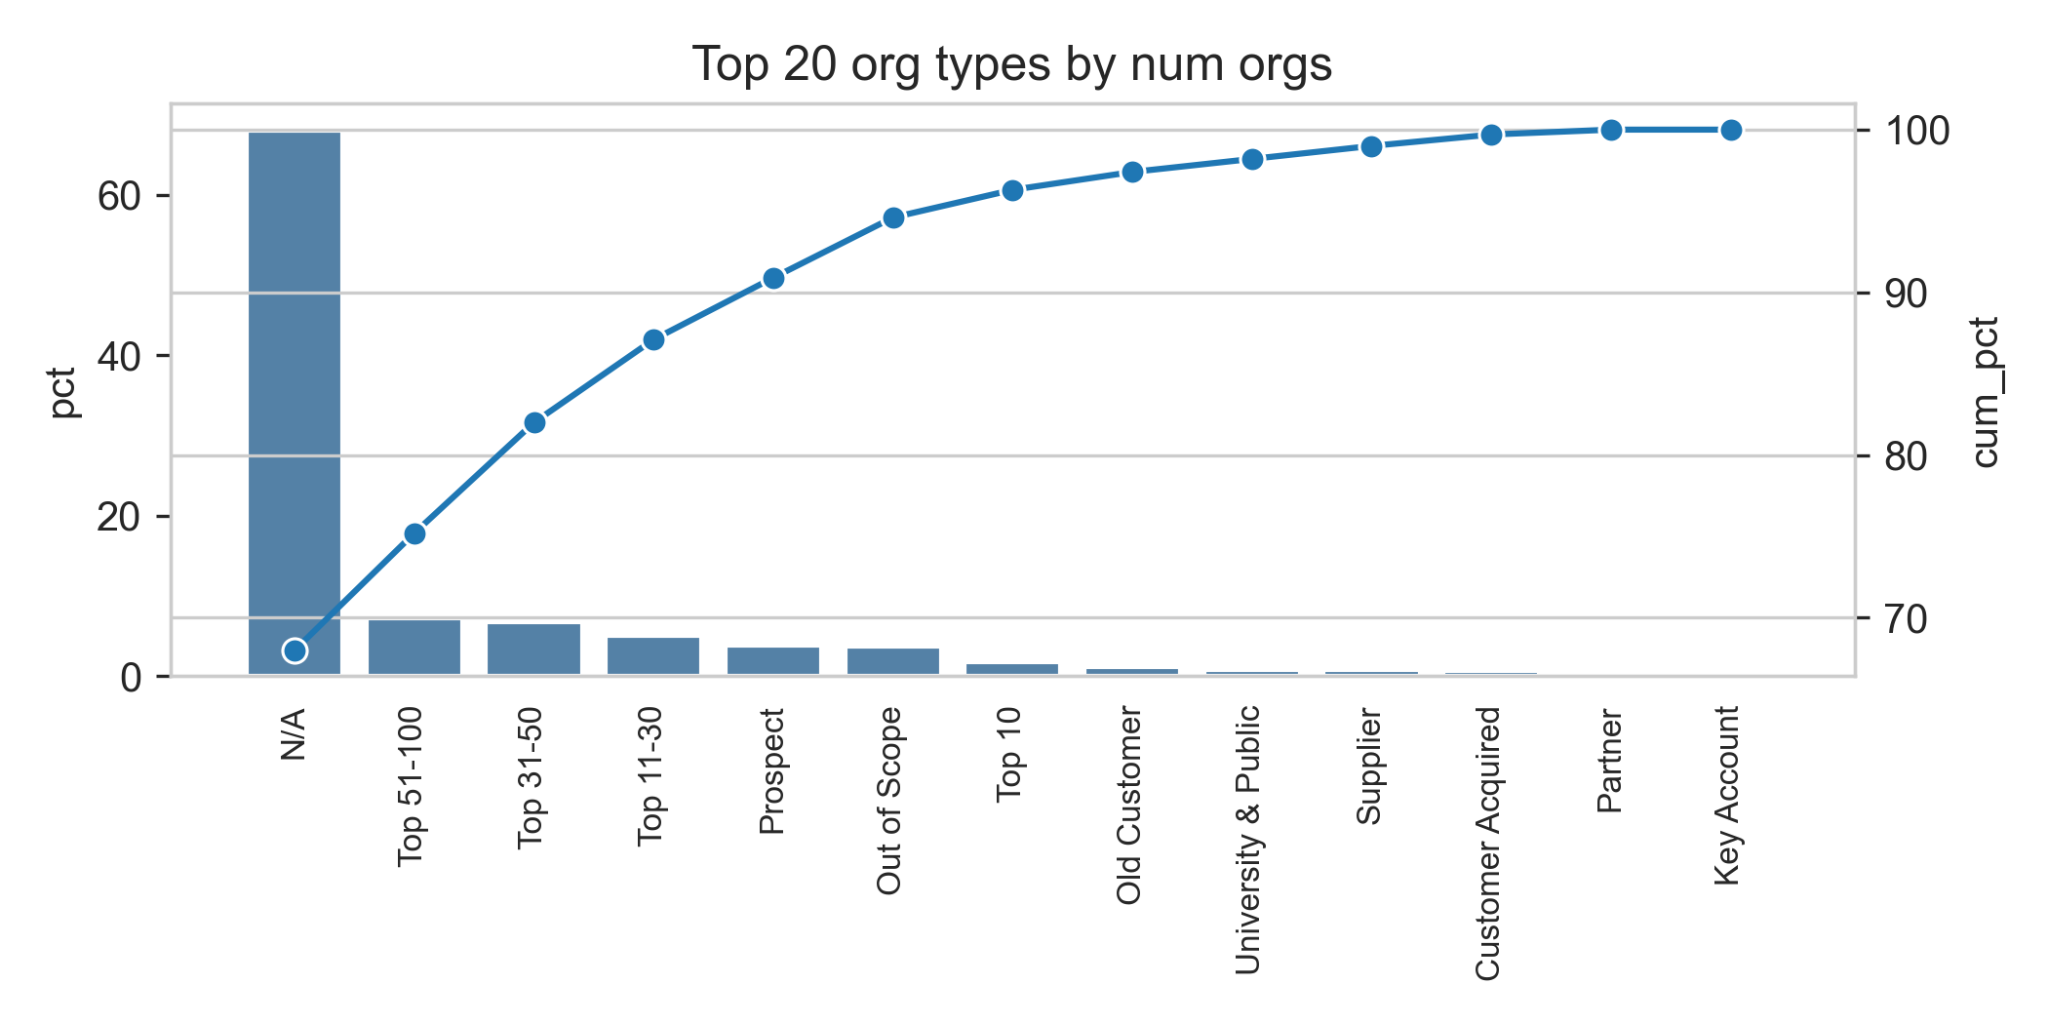 Top 20 org types by num orgs
pct
60
40
20
0
100
90
80
70
cum_pct
N/A
Top 51-100
Top 31-50
Top 11-30
Prospect
Out of Scope
Top 10
Old Customer
University & Public
Supplier
Customer Acquired
Partner
Key Account